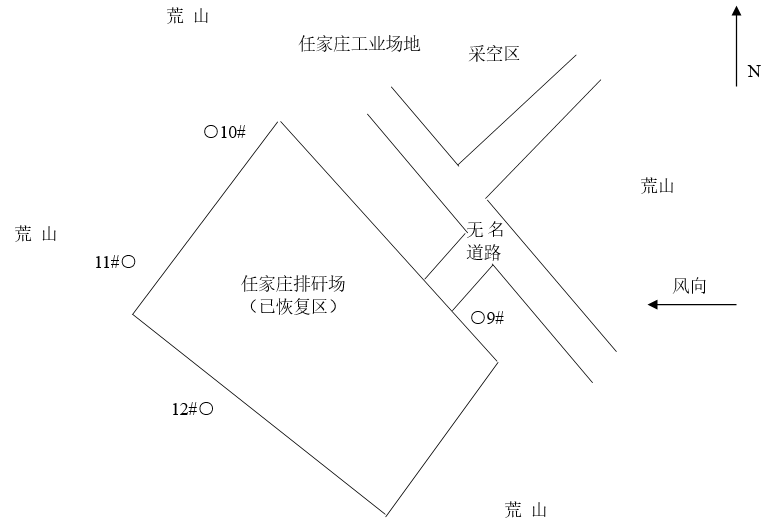 荒 山
任家庄工业场地
采空区
N
○10#
荒山
荒 山
无 名
道路
11#○
任家庄排矸场
（已恢复区）
风向
○9#
12#○
荒 山